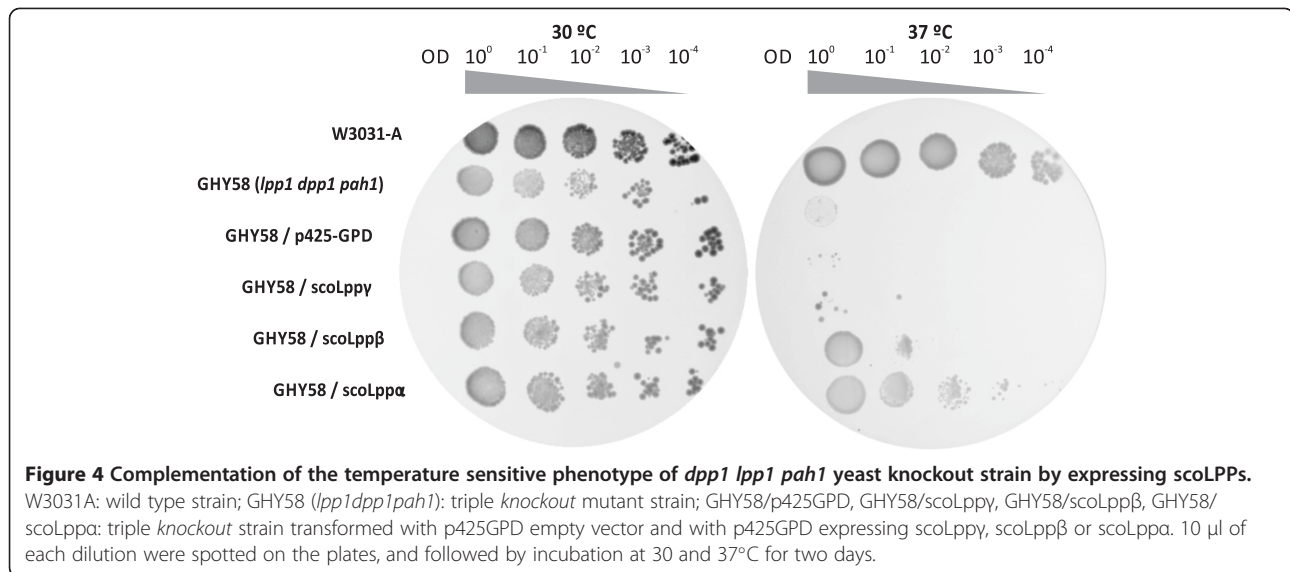 30 ºC
37 ºC
OD 10⁰ 10⁻¹ 10⁻² 10⁻³ 10⁻⁴
OD 10⁰ 10⁻¹ 10⁻² 10⁻³ 10⁻⁴
W3031-A
GHY58 (lpp1 dpp1 pah1)
GHY58 / p425-GPD
GHY58 / scoLppγ
GHY58 / scoLppβ
GHY58 / scoLppα
Figure 4 Complementation of the temperature sensitive phenotype of dpp1 lpp1 pah1 yeast knockout strain by expressing scoLPPs.
W3031A: wild type strain; GHY58 (lpp1dpp1pah1): triple knockout mutant strain; GHY58/p425GPD, GHY58/scoLppγ, GHY58/scoLppβ, GHY58/
scoLppα: triple knockout strain transformed with p425GPD empty vector and with p425GPD expressing scoLppγ, scoLppβ or scoLppα. 10 μl of
each dilution were spotted on the plates, and followed by incubation at 30 and 37°C for two days.